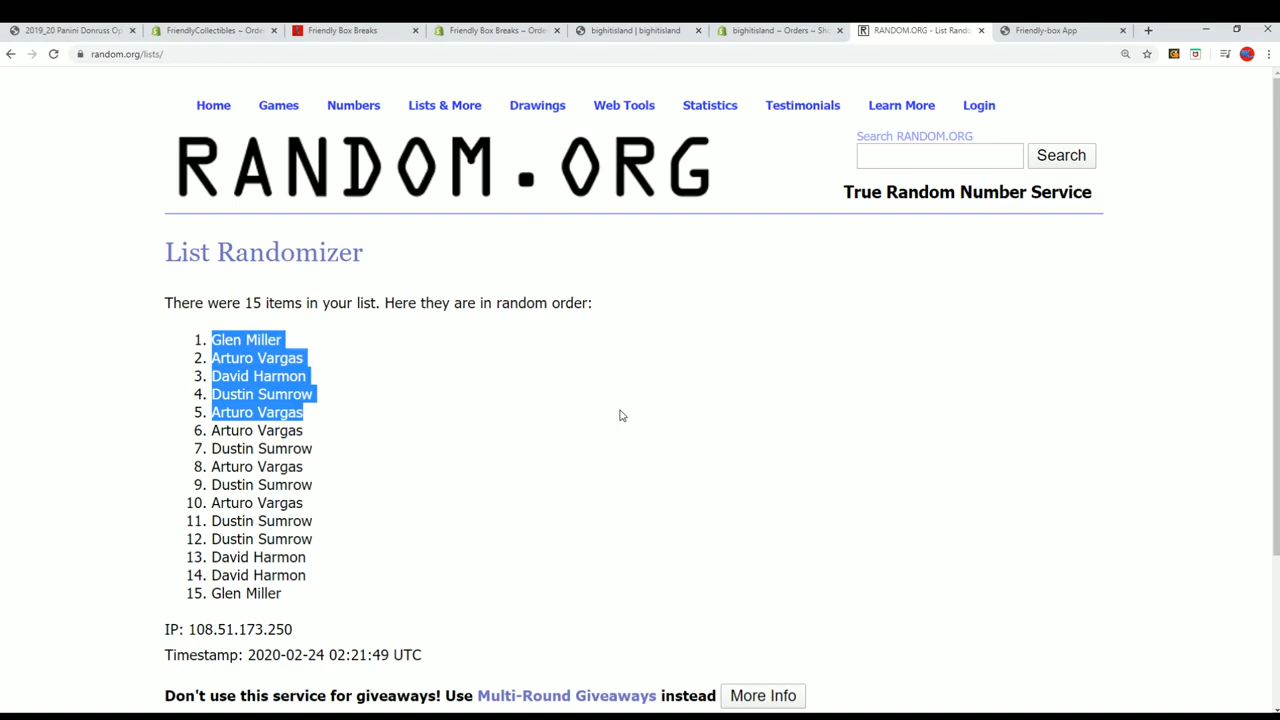 2019_20 Panini Donruss Op
FriendlyCollectibles ~ Order
Friendly Box Breaks
Friendly Box Breaks ~ Orde
bighitisland | bighitisland
bighitisland ~ Orders ~ Sho
RANDOM.ORG - List Rando
Friendly-box App
random.org/lists/
Home Games Numbers Lists & More Drawings Web Tools Statistics Testimonials Learn More Login
RANDOM.ORG
Search RANDOM.ORG
Search
True Random Number Service
List Randomizer
There were 15 items in your list. Here they are in random order:
1. Glen Miller
2. Arturo Vargas
3. David Harmon
4. Dustin Sumrow
5. Arturo Vargas
6. Arturo Vargas
7. Dustin Sumrow
8. Arturo Vargas
9. Dustin Sumrow
10. Arturo Vargas
11. Dustin Sumrow
12. Dustin Sumrow
13. David Harmon
14. David Harmon
15. Glen Miller
IP: 108.51.173.250
Timestamp: 2020-02-24 02:21:49 UTC
Don't use this service for giveaways! Use Multi-Round Giveaways instead More Info